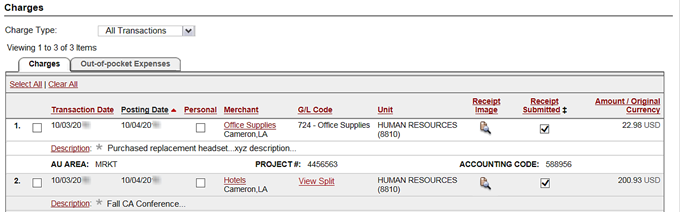 Charges
Charge Type: All Transactions
Viewing 1 to 3 of 3 Items
Charges Out-of-pocket Expenses
Select All | Clear All
Transaction Date Posting Date Personal Merchant G/L Code Unit Receipt Image Receipt Submitted Amount / Original Currency
1. 10/03/20 10/04/20 Office Supplies 724 - Office Supplies HUMAN RESOURCES 22.98 USD
Cameron,LA (8810)
Description: * Purchased replacement headset...xyz description...
AU AREA: MRKT PROJECT #: 4456563 ACCOUNTING CODE: 588956
2. 10/03/20 10/04/20 Hotels View Split HUMAN RESOURCES 200.93 USD
Cameron,LA (8810)
Description: * Fall CA Conference...